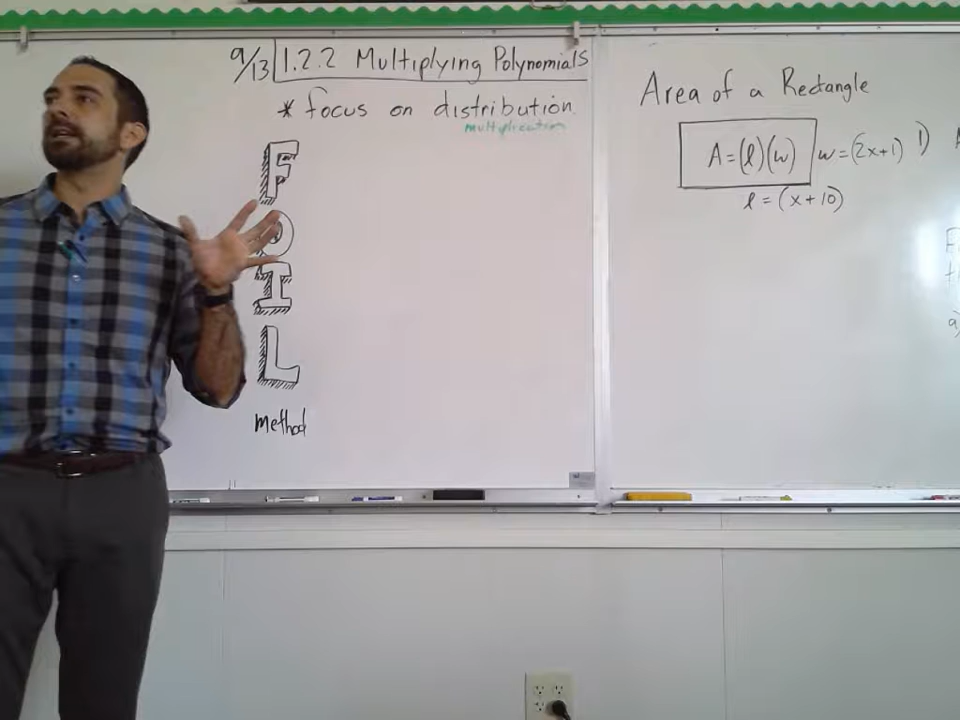 9/13 1.2.2 Multiplying Polynomials
* focus on distribution
multiplication
F
O
I
L
method
Area of a Rectangle
A=(l)(w) w=(2x+1) 1)
l=(x+10)
a)